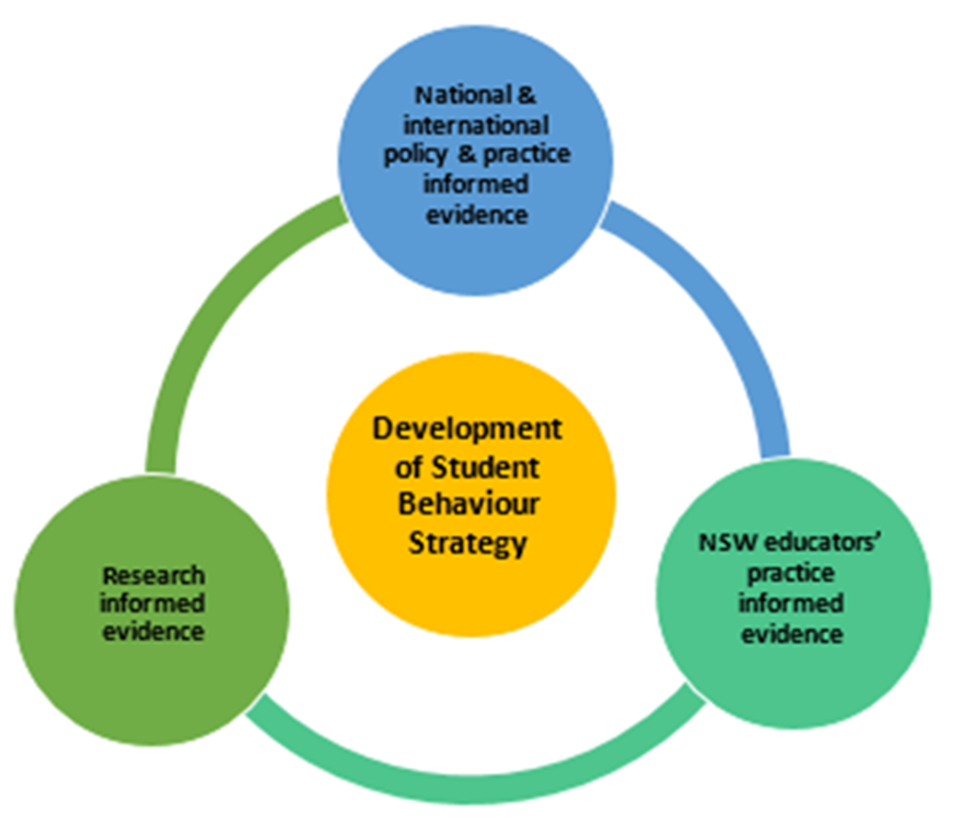 National &
international
policy & practice
informed
evidence
Development
of Student
Behaviour
Strategy
NSW educators’
practice
informed
evidence
Research
informed
evidence